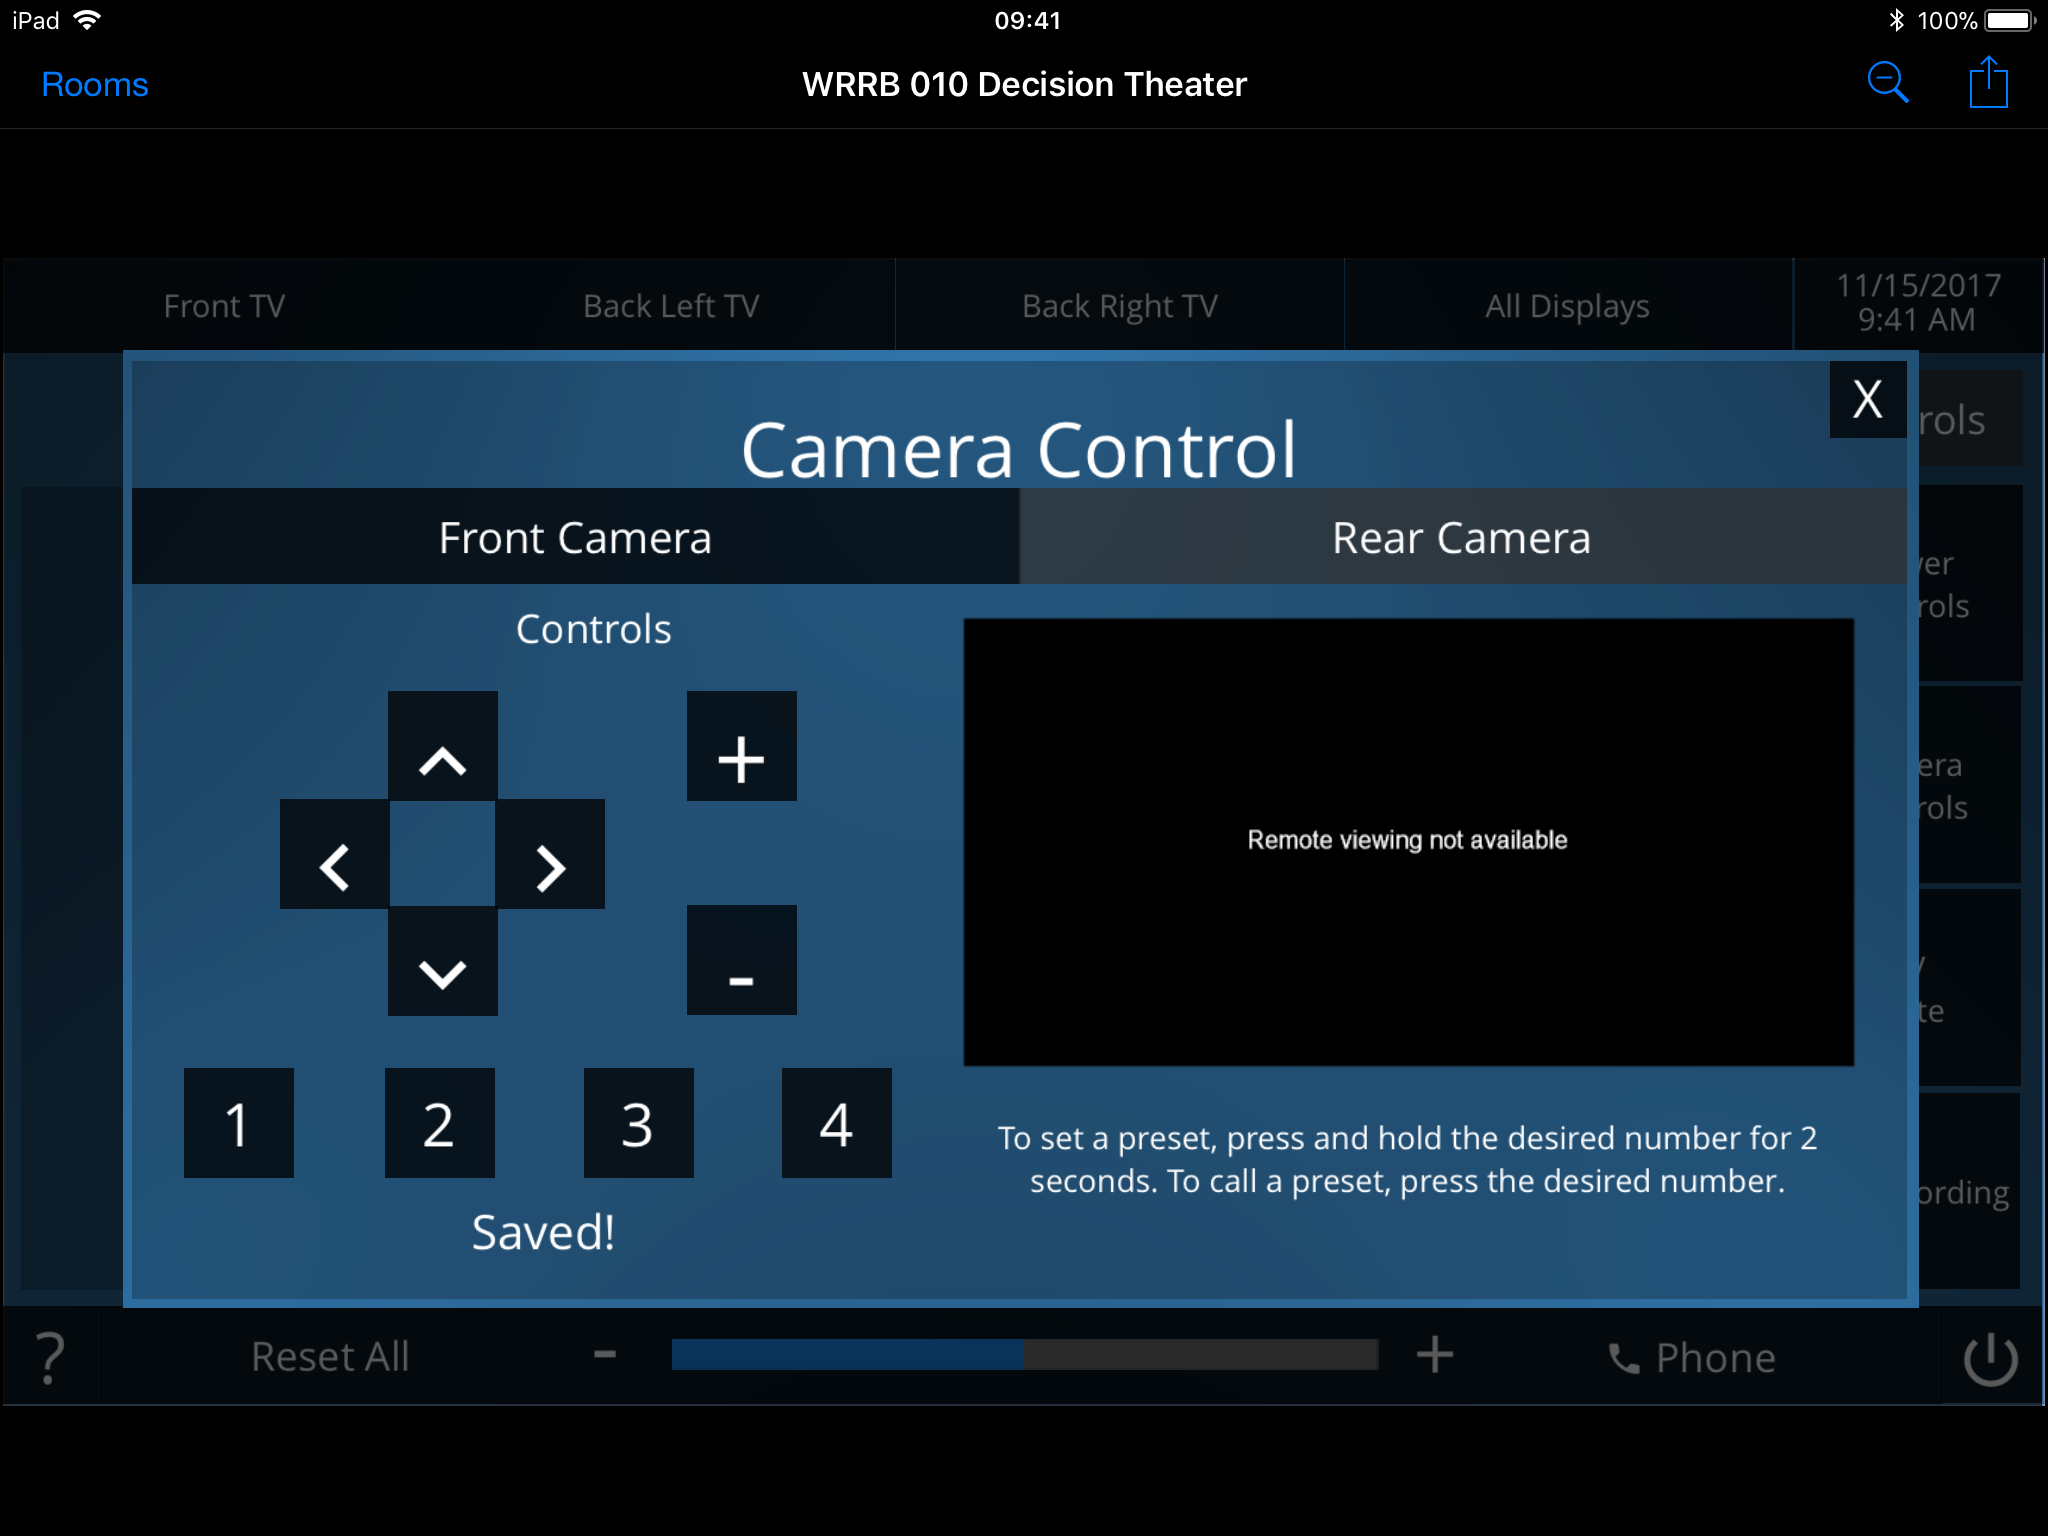 iPad 09:41 100%
Rooms WRRB 010 Decision Theater
Front TV Back Left TV Back Right TV All Displays 11/15/2017
9:41 AM
X
Camera Control
rols
Front Camera Rear Camera
Controls
+
-
Remote viewing not available
1 2 3 4
To set a preset, press and hold the desired number for 2
seconds. To call a preset, press the desired number.
Saved!
er
rols
era
rols
te
ording
? Reset All - + Phone